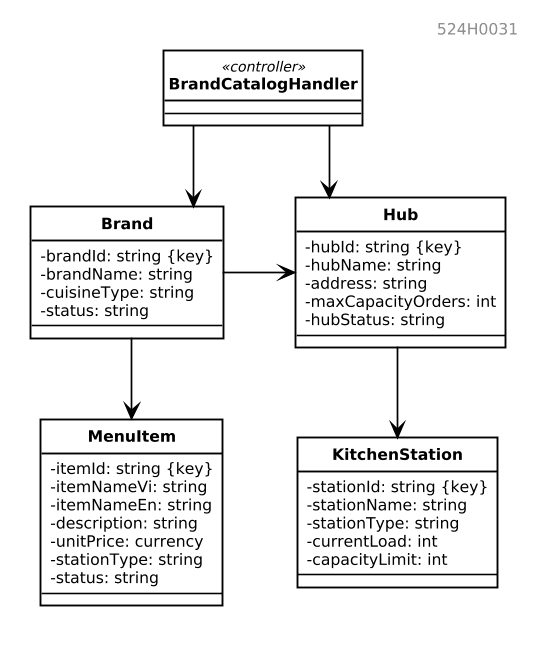 524H0031
«controller»
BrandCatalogHandler
Brand
-brandId: string {key}
-brandName: string
-cuisineType: string
-status: string
Hub
-hubId: string {key}
-hubName: string
-address: string
-maxCapacityOrders: int
-hubStatus: string
MenuItem
-itemId: string {key}
-itemNameVi: string
-itemNameEn: string
-description: string
-unitPrice: currency
-stationType: string
-status: string
KitchenStation
-stationId: string {key}
-stationName: string
-stationType: string
-currentLoad: int
-capacityLimit: int